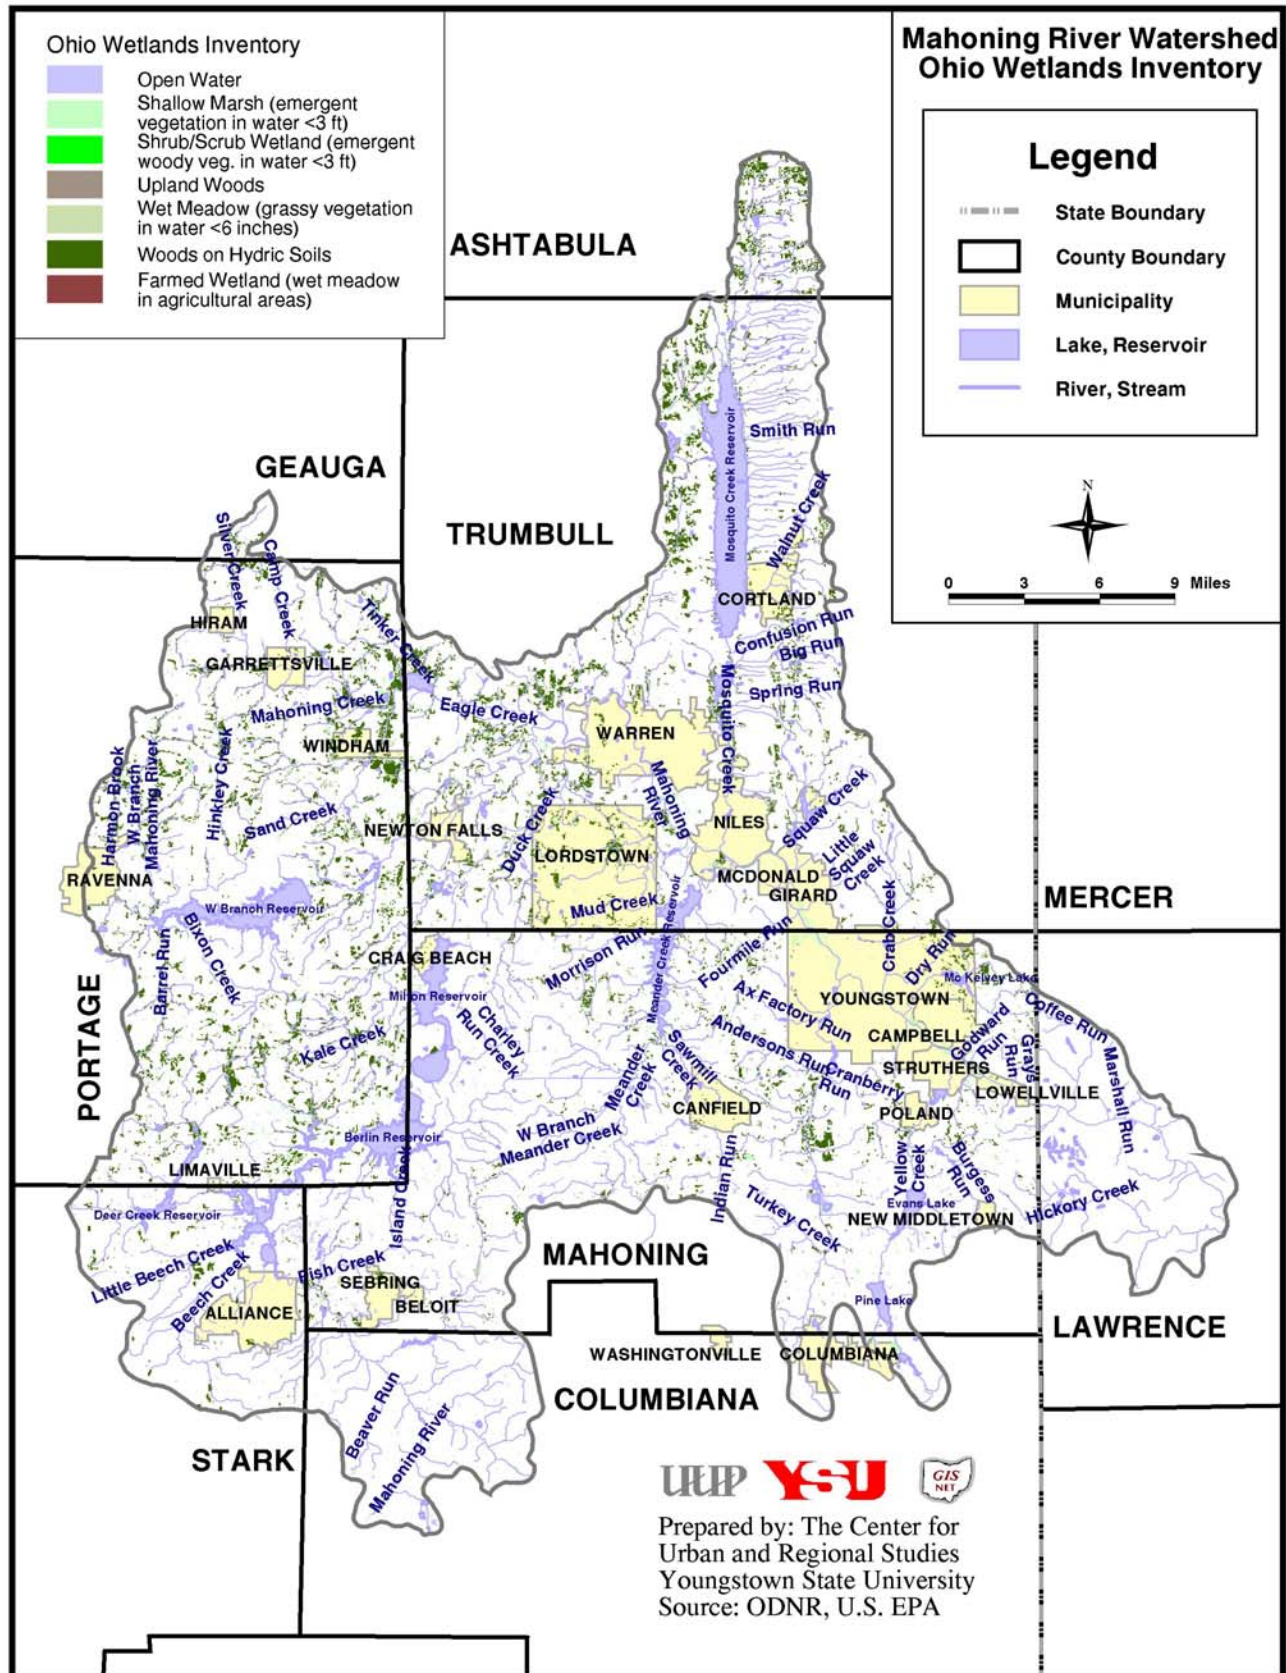 Ohio Wetlands Inventory
Open Water
Shallow Marsh (emergent
vegetation in water <3 ft)
Shrub/Scrub Wetland (emergent
woody veg. in water <3 ft)
Upland Woods
Wet Meadow (grassy vegetation
in water <6 inches)
Woods on Hydric Soils
Farmed Wetland (wet meadow
in agricultural areas)
Mahoning River Watershed
Ohio Wetlands Inventory
Legend
State Boundary
County Boundary
Municipality
Lake, Reservoir
River, Stream
N
0 3 6 9 Miles
ASHTABULA
GEAUGA
TRUMBULL
Smith Run
Mosquito Creek Reservoir
Walnut Creek
CORTLAND
Silver Creek
Camp Creek
HIRAM
GARRETTSVILLE
Tinker Creek
Confusion Run
Big Run
Spring Run
Mosquito Creek
Mahoning Creek
Eagle Creek
WINDHAM
WARREN
Harmon Brook
W Branch
Mahoning River
Hinkley Creek
Sand Creek
NEWTON FALLS
Duck Creek
LORDSTOWN
Mahoning
River
NILES
Squaw Creek
Little
Squaw
Creek
MCDONALD
GIRARD
RAVENNA
W Branch Reservoir
Mud Creek
Meander Creek Reservoir
Crab Creek
MERCER
Barrel Run
Bixon Creek
CRAIG BEACH
Morrison Run
Fourmile Run
Dry Run
Mc Kelvey Lake
PORTAGE
Milton Reservoir
Charley
Run Creek
Ax Factory Run
YOUNGSTOWN
Coffee Run
Kale Creek
Andersons Run
CAMPBELL
Godward
Run
Grays
Run
Marshall Run
Sawmill
Creek
Cranberry
Run
STRUTHERS
LOWELLVILLE
Meander
Creek
CANFIELD
POLAND
Berlin Reservoir
W Branch
Meander Creek
LIMAVILLE
Island Creek
Indian Run
Yellow
Creek
Burgess
Run
Deer Creek Reservoir
Turkey Creek
Evans Lake
NEW MIDDLETOWN
Hickory Creek
Little Beech Creek
Beech Creek
Fish Creek
MAHONING
SEBRING
BELOIT
ALLIANCE
Pine Lake
LAWRENCE
WASHINGTONVILLE
COLUMBIANA
COLUMBIANA
Beaver Run
Mahoning River
STARK
UUP
YSU
GIS
NET
Prepared by: The Center for
Urban and Regional Studies
Youngstown State University
Source: ODNR, U.S. EPA